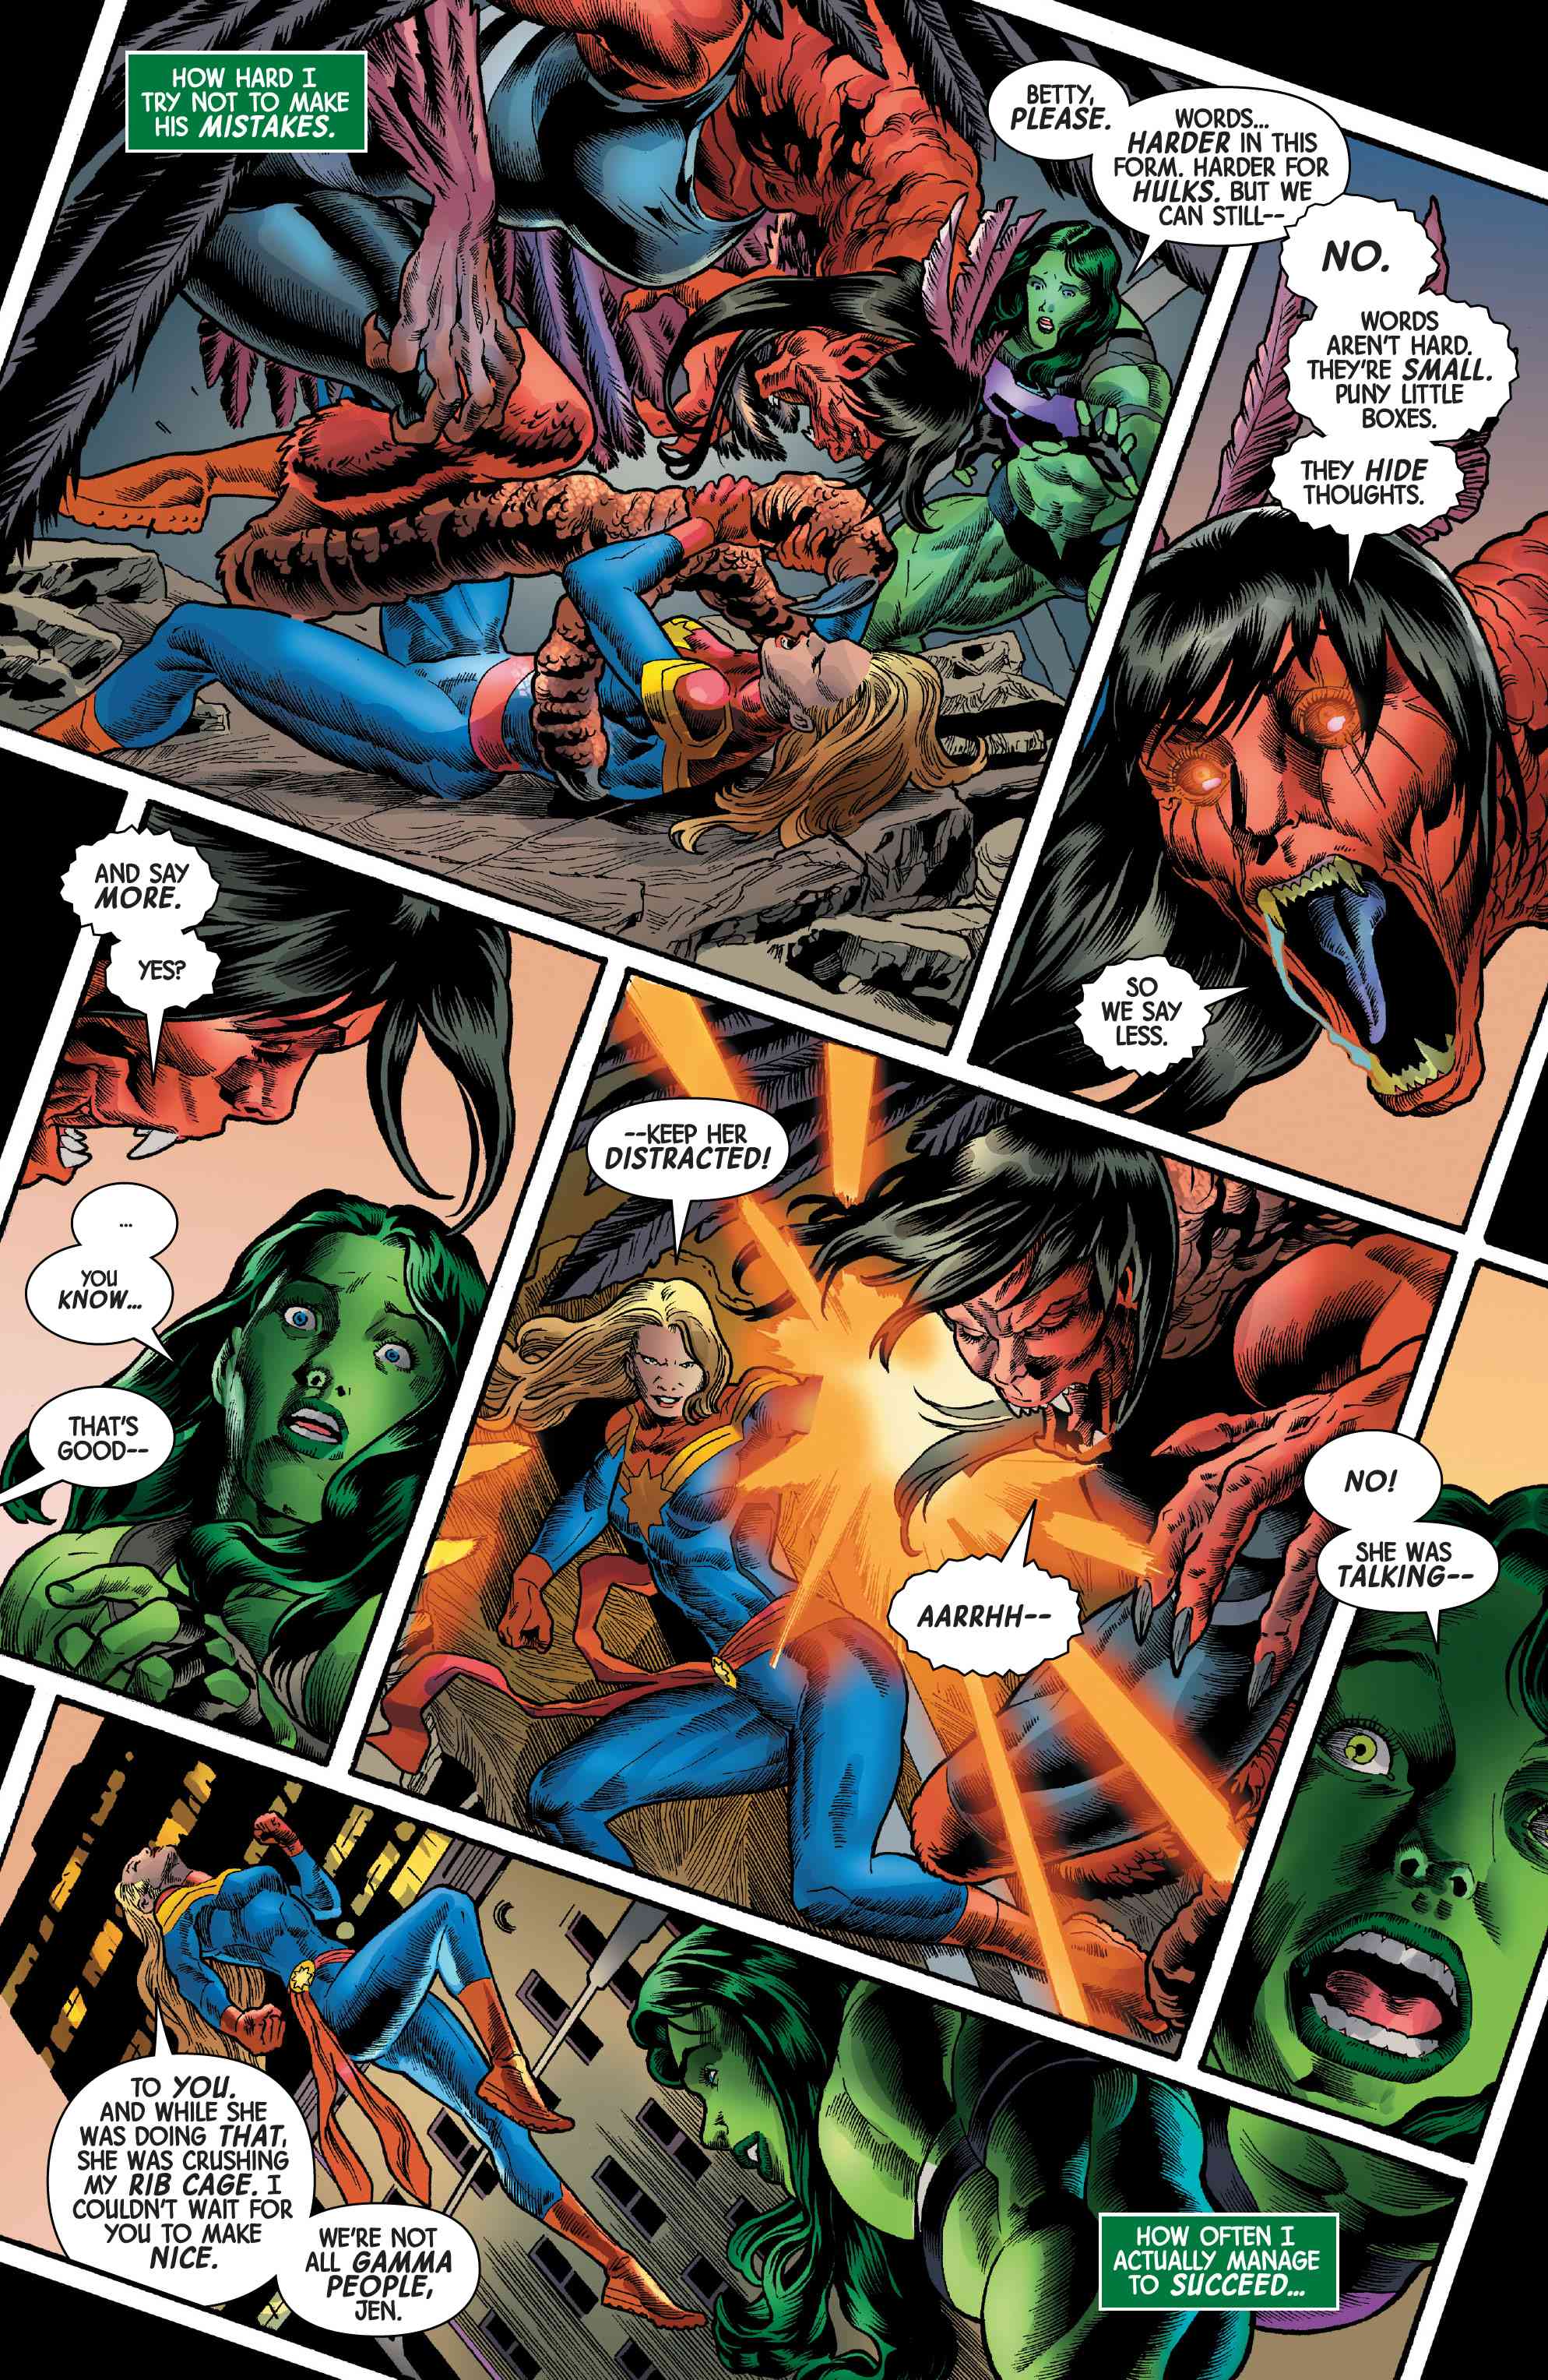 HOW HARD I
TRY NOT TO MAKE
HIS MISTAKES.
BETTY,
PLEASE.
WORDS...
HARDER IN THIS
FORM. HARDER FOR
HULKS. BUT WE
CAN STILL--
NO.
WORDS
AREN'T HARD.
THEY'RE SMALL.
PUNY LITTLE
BOXES.
THEY HIDE
THOUGHTS.
SO
WE SAY
LESS.
AND SAY
MORE.
YES?
...
YOU
KNOW...
THAT'S
GOOD--
--KEEP HER
DISTRACTED!
AARRHH--
NO!
SHE WAS
TALKING--
TO YOU.
AND WHILE SHE
WAS DOING THAT,
SHE WAS CRUSHING
MY RIB CAGE. I
COULDN'T WAIT FOR
YOU TO MAKE
NICE.
WE'RE NOT
ALL GAMMA
PEOPLE,
JEN.
HOW OFTEN I
ACTUALLY MANAGE
TO SUCCEED...